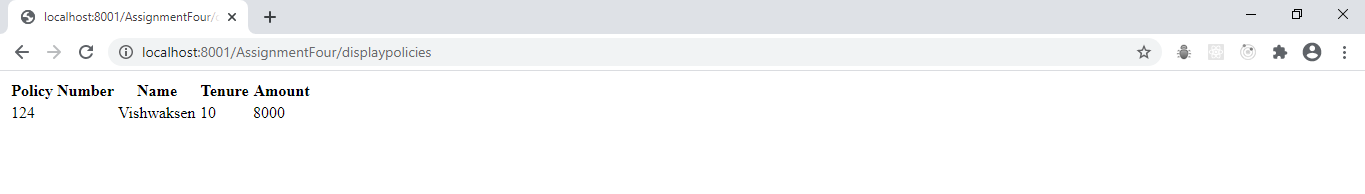 localhost:8001/AssignmentFour/
localhost:8001/AssignmentFour/displaypolicies
Policy Number Name Tenure Amount
124 Vishwaksen 10 8000